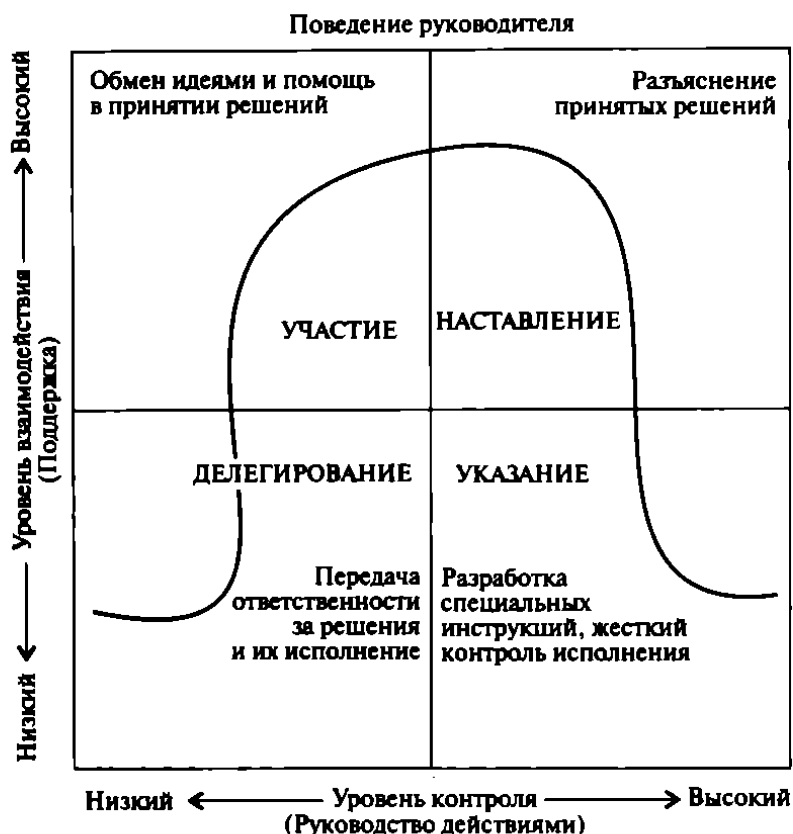 Поведение руководителя
Обмен идеями и помощь
в принятии решений
Разъяснение
принятых решений
УЧАСТИЕ
НАСТАВЛЕНИЕ
ДЕЛЕГИРОВАНИЕ
УКАЗАНИЕ
Передача
ответственности
за решения
и их исполнение
Разработка
специальных
инструкций, жесткий
контроль исполнения
Низкий
Уровень взаимодействия
(Поддержка)
Высокий
Низкий
Уровень контроля
(Руководство действиями)
Высокий